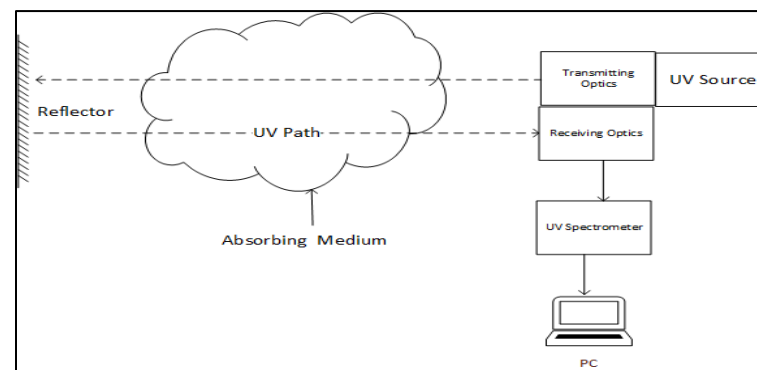 Transmitting
Optics
UV Source
Reflector
UV Path
Receiving Optics
Absorbing Medium
UV Spectrometer
PC